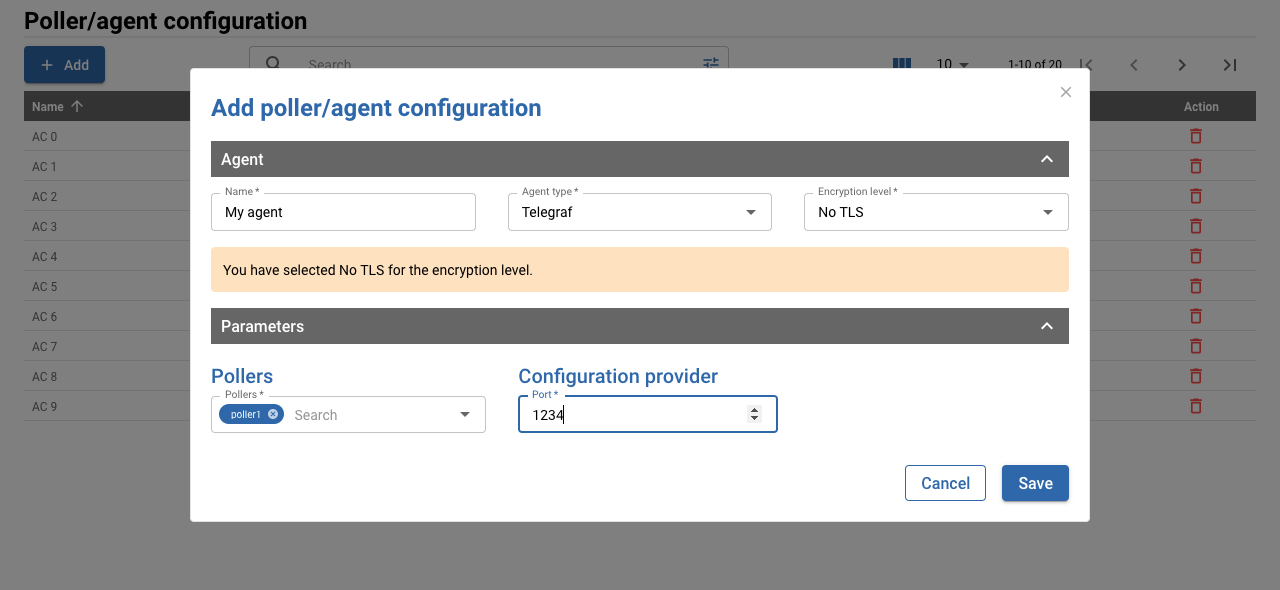 Poller/agent configuration
Add
Search
10
1-10 of 20
Name
Action
AC 0
AC 1
AC 2
AC 3
AC 4
AC 5
AC 6
AC 7
AC 8
AC 9
Add poller/agent configuration
Agent
Name *
My agent
Agent type *
Telegraf
Encryption level *
No TLS
You have selected No TLS for the encryption level.
Parameters
Pollers
Configuration provider
Pollers *
poller1
Search
Port *
1234
Cancel
Save